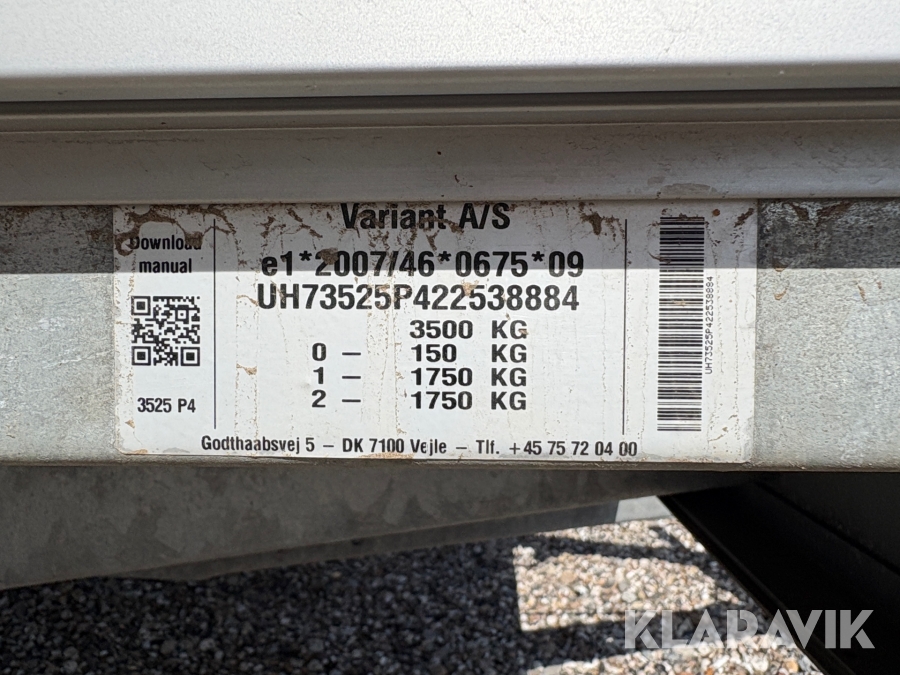 Variant A/S
Download
manual
e1*2007/46*0675*09
UH73525P422538884
3500 KG
0 – 150 KG
1 – 1750 KG
2 – 1750 KG
3525 P4
Godthaabsvej 5 – DK 7100 Vejle – Tlf. +45 75 72 04 00
UH73525P422538884
KLARAVIK